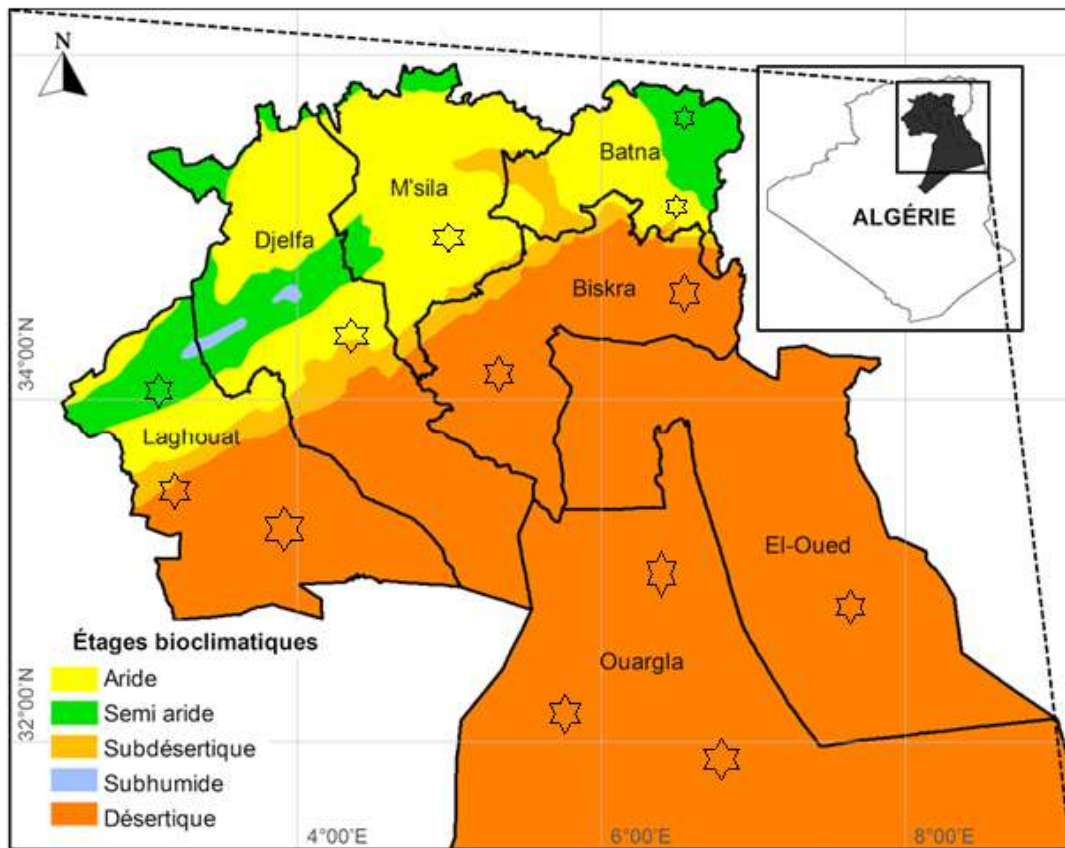 N
Batna
M'sila
ALGÉRIE
Djelfa
Biskra
34°00'N
Laghouat
El-Oued
Ouargla
Étages bioclimatiques
Aride
Semi aride
Subdésertique
Subhumide
Désertique
32°00'N
4°00'E
6°00'E
8°00'E